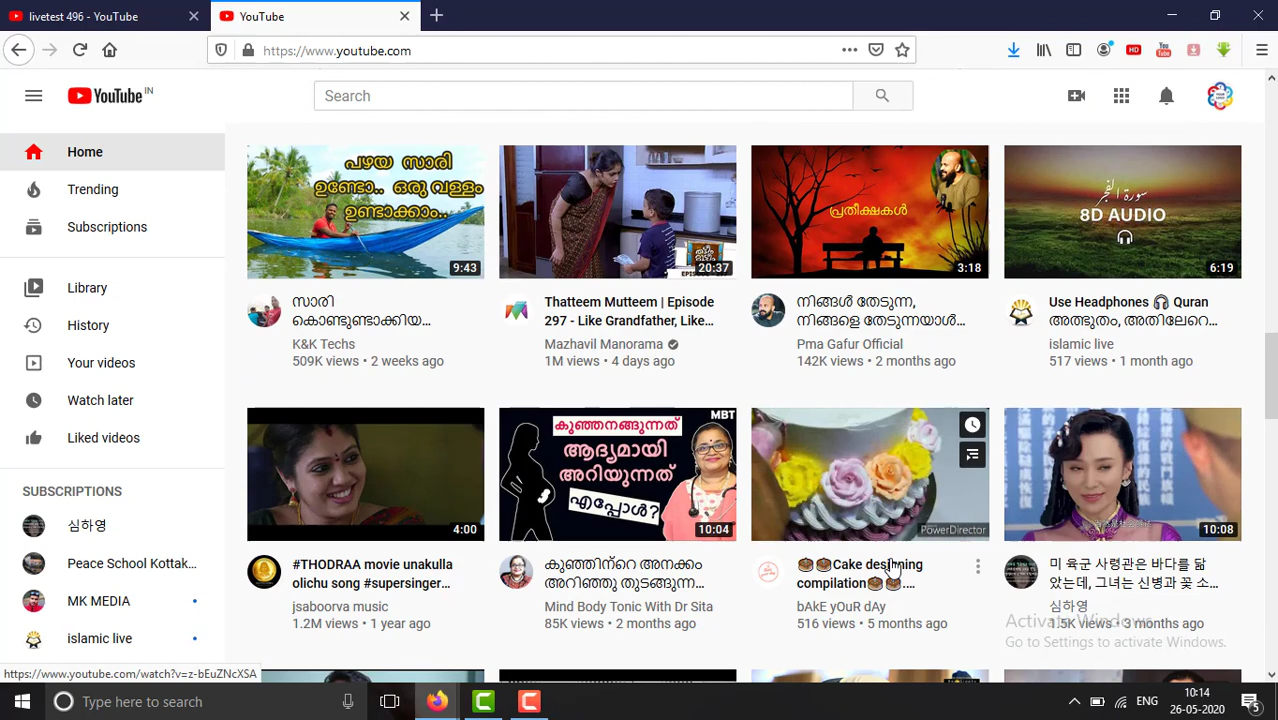 livetest 496 - YouTube
YouTube
https://www.youtube.com
HD
YouTube IN
Search
Home
Trending
Subscriptions
Library
History
Your videos
Watch later
Liked videos
SUBSCRIPTIONS
심하영
Peace School Kottak...
MK MEDIA
islamic live
പഴയ സാരി
ഉണ്ടോ.. ഒരു വള്ളം
ഉണ്ടാക്കാം..
9:43
സാരി
കൊണ്ടുണ്ടാക്കിയ...
K&K Techs
509K views • 2 weeks ago
20:37
Thatteem Mutteem | Episode
297 - Like Grandfather, Like...
Mazhavil Manorama
1M views • 4 days ago
പ്രതീക്ഷകൾ
3:18
നിങ്ങൾ തേടുന്ന,
നിങ്ങളെ തേടുന്നയാൾ...
Pma Gafur Official
142K views • 2 months ago
سورة الفجر
8D AUDIO
6:19
Use Headphones 🎧 Quran
അത്ഭുതം, അതിലേറെ...
islamic live
517 views • 1 month ago
4:00
#THODRAA movie unakulla
olichu song #supersinger...
jsaboorva music
1.2M views • 1 year ago
MBT
കുഞ്ഞനങ്ങുന്നത്
ആദ്യമായി
അറിയുന്നത്
എപ്പോൾ?
10:04
കുഞ്ഞിന്റെ അനക്കം
അറിഞ്ഞു തുടങ്ങുന്ന...
Mind Body Tonic With Dr Sita
85K views • 2 months ago
PowerDirector
🎂🎂Cake designing
compilation🎂🎂....
bAkE yOuR dAy
516 views • 5 months ago
10:08
미 육군 사령관은 바다를 닮
았는데, 그녀는 신병과 꽃 소...
심하영
1.5K views • 3 months ago
Activate Windows
Go to Settings to activate Windows.
https://www.youtube.com/watch?v=z-bEuZNcXSA
Type here to search
ENG
10:14
26-05-2020
5